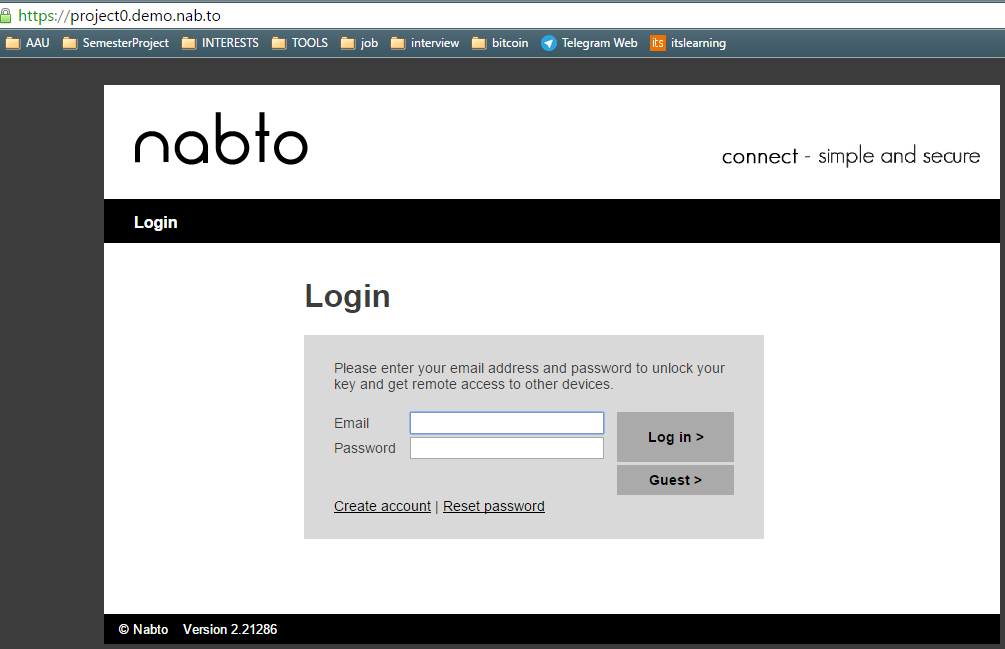 https://project0.demo.nab.to
AAU SemesterProject INTERESTS TOOLS job interview bitcoin Telegram Web its itslearning
nabto
connect - simple and secure
Login
Login
Please enter your email address and password to unlock your
key and get remote access to other devices.
Email
Log in >
Password
Guest >
Create account | Reset password
© Nabto Version 2.21286